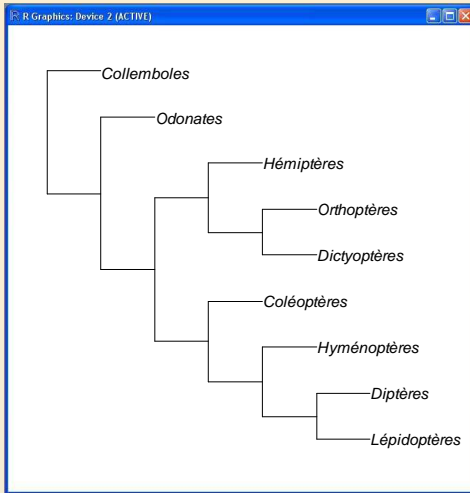 R Graphics: Device 2 (ACTIVE)
Collemboles
Odonates
Hémiptères
Orthoptères
Dictyoptères
Coléoptères
Hyménoptères
Diptères
Lépidoptères